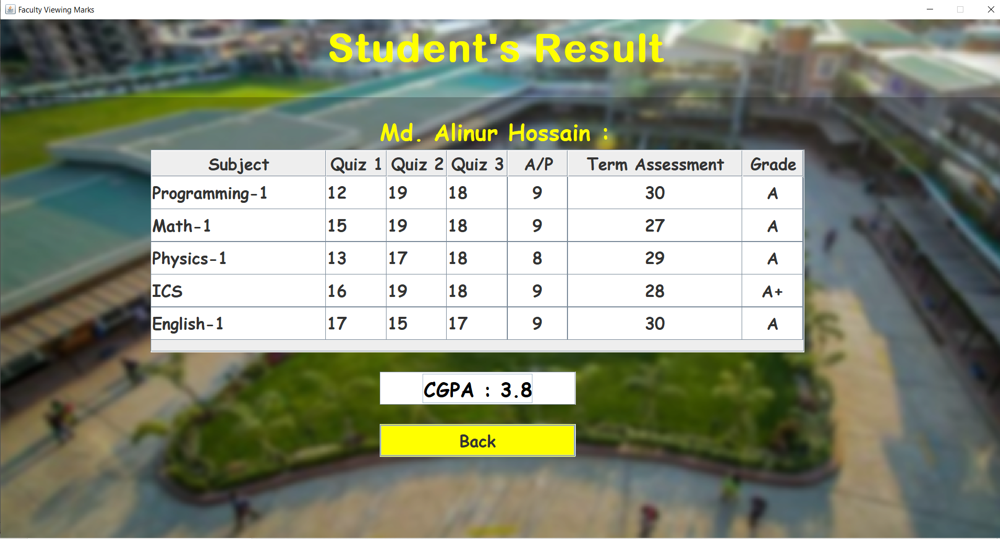 Faculty Viewing Marks
Student's Result
Md. Alinur Hossain :
Subject Quiz 1 Quiz 2 Quiz 3 A/P Term Assessment Grade
Programming-1 12 19 18 9 30 A
Math-1 15 19 18 9 27 A
Physics-1 13 17 18 8 29 A
ICS 16 19 18 9 28 A+
English-1 17 15 17 9 30 A
CGPA : 3.8
Back